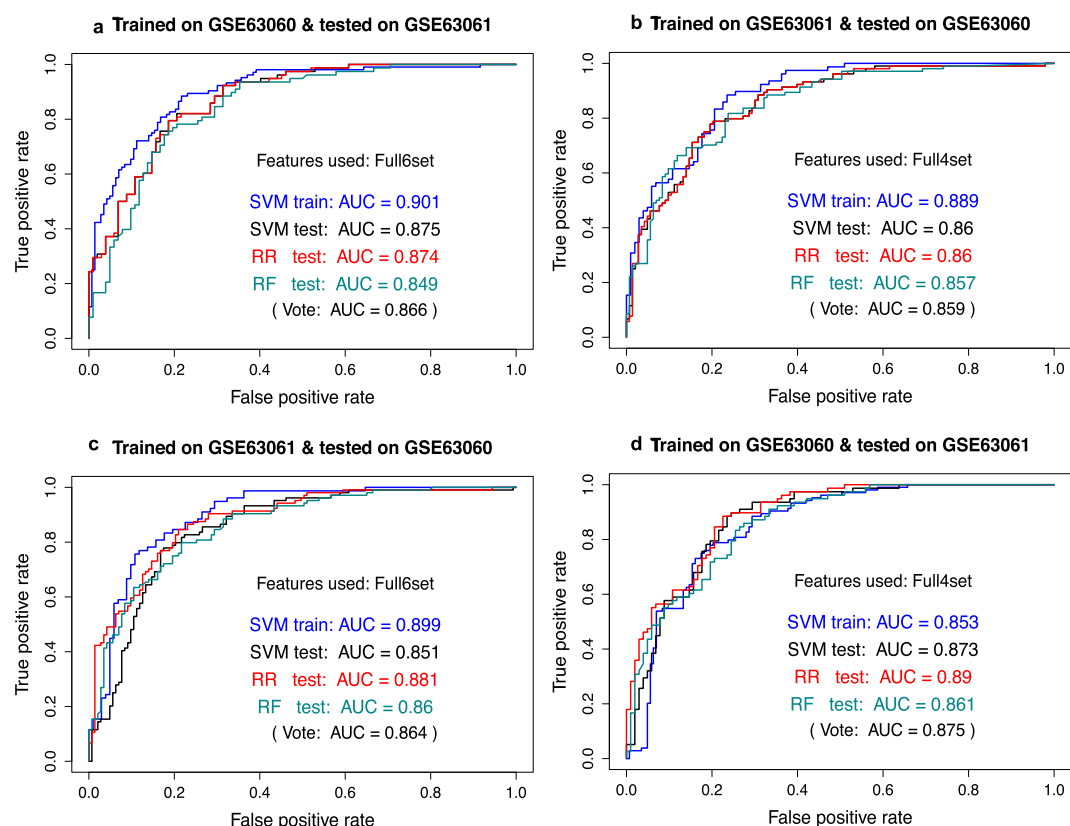 a Trained on GSE63060 & tested on GSE63061
True positive rate
0.0 0.2 0.4 0.6 0.8 1.0
Features used: Full6set
SVM train: AUC = 0.901
SVM test: AUC = 0.875
RR test: AUC = 0.874
RF test: AUC = 0.849
( Vote: AUC = 0.866 )
0.0 0.2 0.4 0.6 0.8 1.0
False positive rate
b Trained on GSE63061 & tested on GSE63060
True positive rate
0.0 0.2 0.4 0.6 0.8 1.0
Features used: Full4set
SVM train: AUC = 0.889
SVM test: AUC = 0.86
RR test: AUC = 0.86
RF test: AUC = 0.857
( Vote: AUC = 0.859 )
0.0 0.2 0.4 0.6 0.8 1.0
False positive rate
c Trained on GSE63061 & tested on GSE63060
True positive rate
0.0 0.2 0.4 0.6 0.8 1.0
Features used: Full6set
SVM train: AUC = 0.899
SVM test: AUC = 0.851
RR test: AUC = 0.881
RF test: AUC = 0.86
( Vote: AUC = 0.864 )
0.0 0.2 0.4 0.6 0.8 1.0
False positive rate
d Trained on GSE63060 & tested on GSE63061
True positive rate
0.0 0.2 0.4 0.6 0.8 1.0
Features used: Full4set
SVM train: AUC = 0.853
SVM test: AUC = 0.873
RR test: AUC = 0.89
RF test: AUC = 0.861
( Vote: AUC = 0.875 )
0.0 0.2 0.4 0.6 0.8 1.0
False positive rate